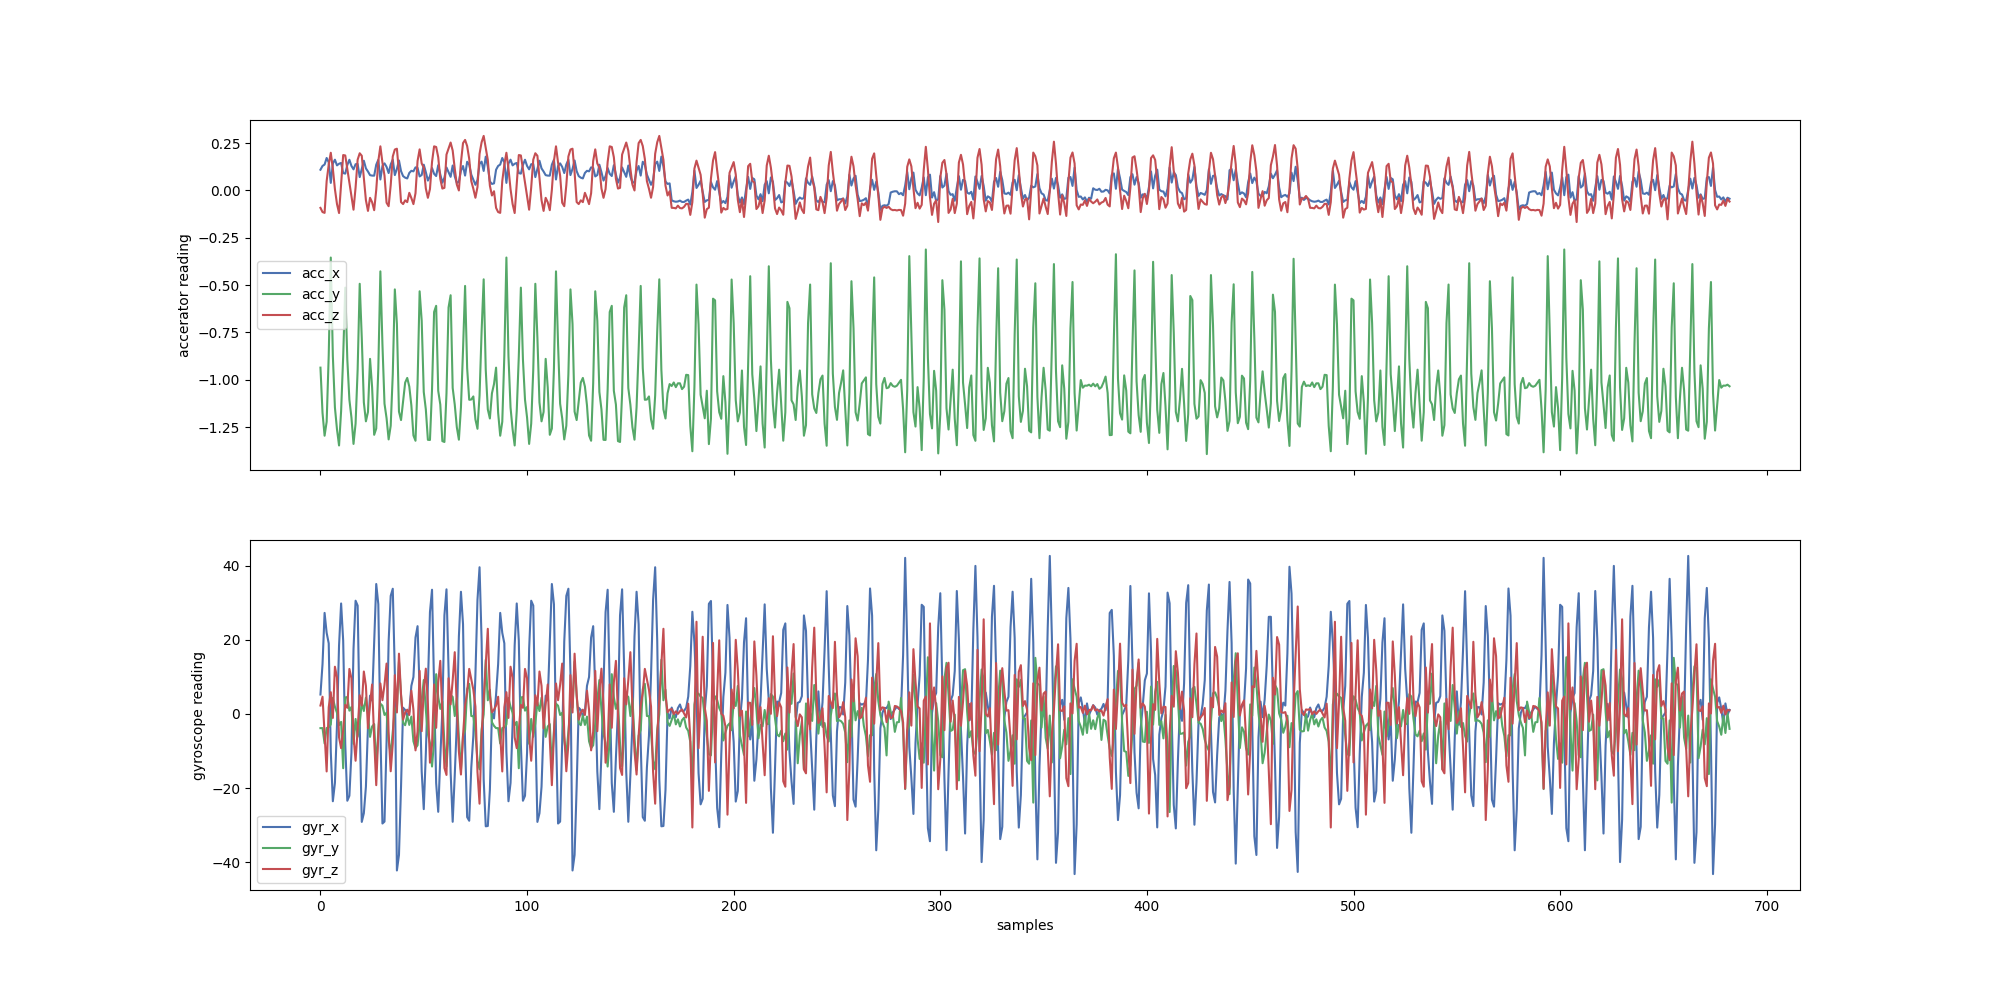 0.25
0.00
−0.25
−0.50
−0.75
−1.00
−1.25
accerator reading
acc_x
acc_y
acc_z
40
20
0
−20
−40
gyroscope reading
gyr_x
gyr_y
gyr_z
0 100 200 300 400 500 600 700
samples